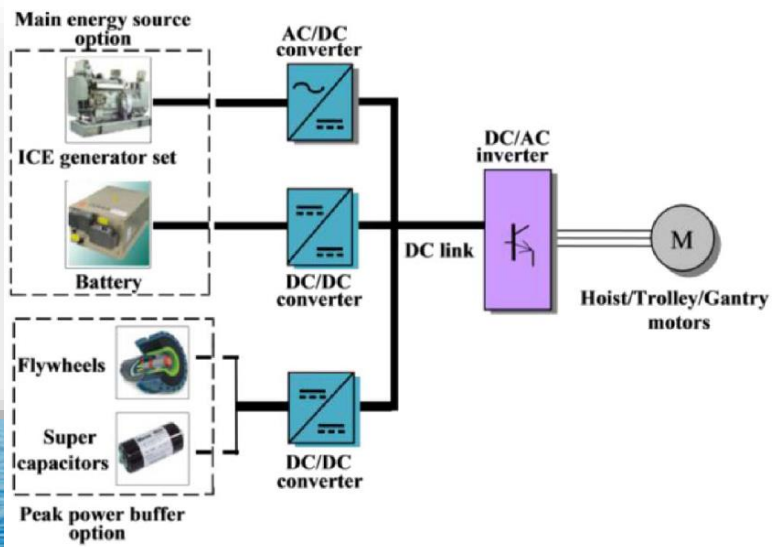 Main energy source
option
AC/DC
converter
ICE generator set
DC/AC
inverter
Battery
DC/DC
converter
DC link
M
Hoist/Trolley/Gantry
motors
Flywheels
Super
capacitors
DC/DC
converter
Peak power buffer
option